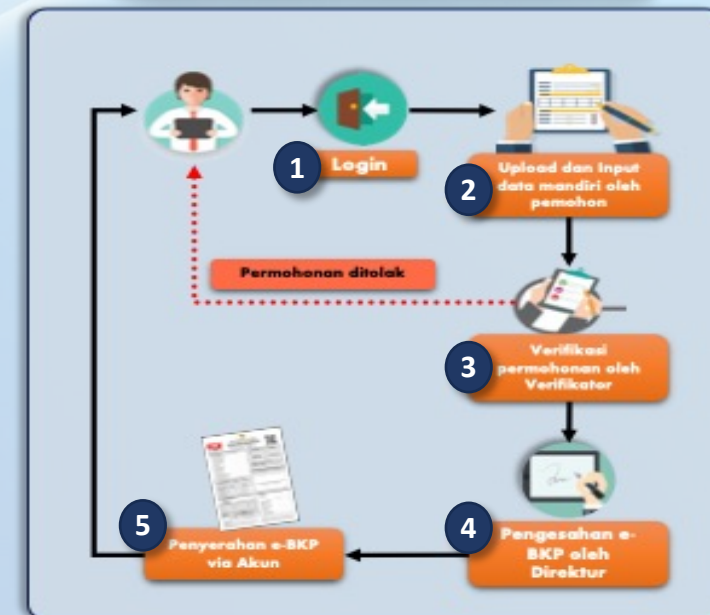 1
Login
2
Upload dan Input
data mandiri oleh
pemohon
Permohonan ditolak
3
Verifikasi
permohonan oleh
Verifikator
4
Pengesahan e-
BKP oleh
Direktur
5
Penyerahan e-BKP
via Akun